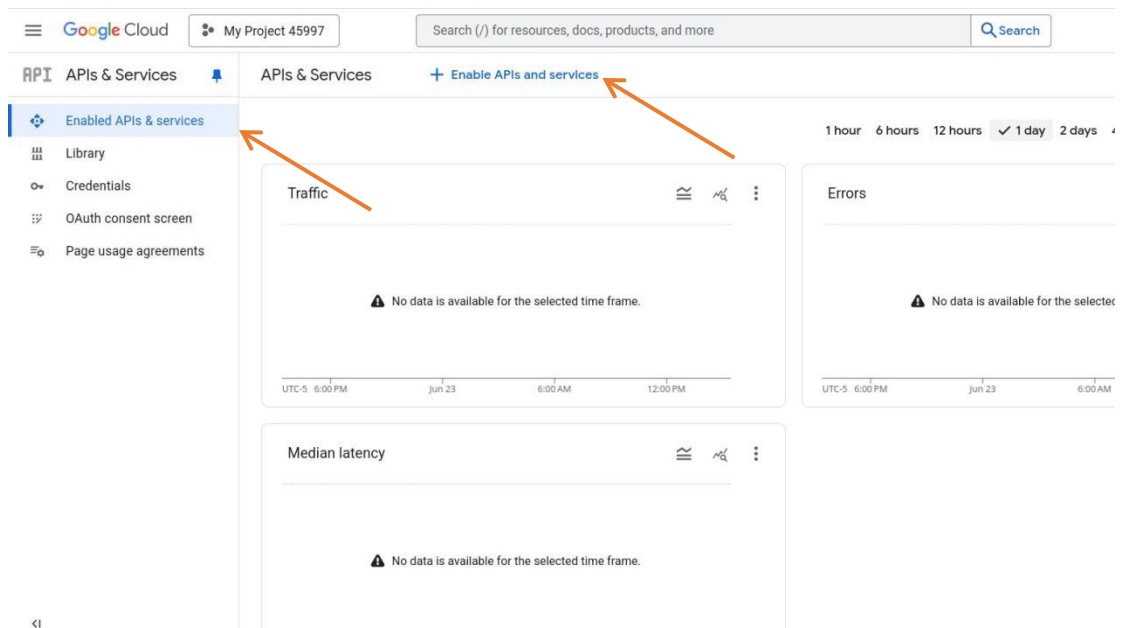 Google Cloud
My Project 45997
Search (/) for resources, docs, products, and more
Search
API APIs & Services
APIs & Services
+ Enable APIs and services
Enabled APIs & services
Library
Credentials
OAuth consent screen
Page usage agreements
1 hour 6 hours 12 hours 1 day 2 days
Traffic
No data is available for the selected time frame.
UTC-5 6:00 PM Jun 23 6:00 AM 12:00 PM
Errors
No data is available for the selected
UTC-5 6:00 PM Jun 23 6:00 AM
Median latency
No data is available for the selected time frame.